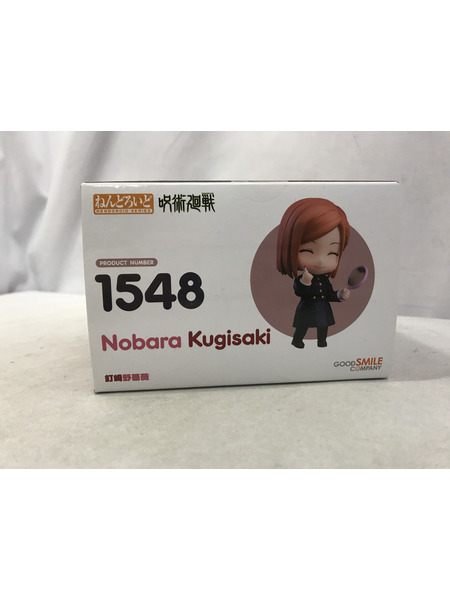 ねんどろいど
NENDOROID SERIES
呪術廻戦
PRODUCT NUMBER
1548
Nobara Kugisaki
釘崎野薔薇
GOOD SMILE
COMPANY